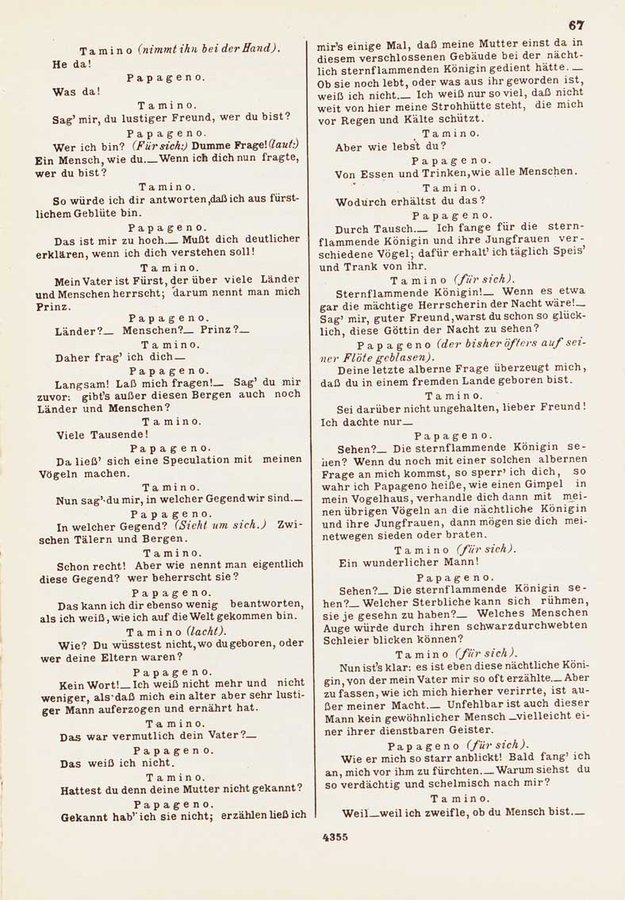 67
Tamino (nimmt ihn bei der Hand).
He da!
Papageno.
Was da!
Tamino.
Sag' mir, du lustiger Freund, wer du bist?
Papageno.
Wer ich bin? (Für sich:) Dumme Frage! (laut:)
Ein Mensch, wie du.— Wenn ich dich nun fragte,
wer du bist?
Tamino.
So würde ich dir antworten, daß ich aus fürst-
lichem Geblüte bin.
Papageno.
Das ist mir zu hoch.— Mußt dich deutlicher
erklären, wenn ich dich verstehen soll!
Tamino.
Mein Vater ist Fürst, der über viele Länder
und Menschen herrscht; darum nennt man mich
Prinz.
Papageno.
Länder?— Menschen?— Prinz?—
Tamino.
Daher frag' ich dich—
Papageno.
Langsam! Laß mich fragen!— Sag' du mir
zuvor: gibt's außer diesen Bergen auch noch
Länder und Menschen?
Tamino.
Viele Tausende!
Papageno.
Da ließ' sich eine Speculation mit meinen
Vögeln machen.
Tamino.
Nun sag' du mir, in welcher Gegend wir sind.—
Papageno.
In welcher Gegend? (Sieht um sich.) Zwi-
schen Tälern und Bergen.
Tamino.
Schon recht! Aber wie nennt man eigentlich
diese Gegend? wer beherrscht sie?
Papageno.
Das kann ich dir ebenso wenig beantworten,
als ich weiß, wie ich auf die Welt gekommen bin.
Tamino (lacht).
Wie? Du wüsstest nicht, wo du geboren, oder
wer deine Eltern waren?
Papageno.
Kein Wort!— Ich weiß nicht mehr und nicht
weniger, als daß mich ein alter aber sehr lusti-
ger Mann auferzogen und ernährt hat.
Tamino.
Das war vermutlich dein Vater?—
Papageno.
Das weiß ich nicht.
Tamino.
Hattest du denn deine Mutter nicht gekannt?
Papageno.
Gekannt hab' ich sie nicht; erzählen ließ ich
mir's einige Mal, daß meine Mutter einst da in
diesem verschlossenen Gebäude bei der nächt-
lich sternflammenden Königin gedient hätte.—
Ob sie noch lebt, oder was aus ihr geworden ist,
weiß ich nicht.— Ich weiß nur so viel, daß nicht
weit von hier meine Strohhütte steht, die mich
vor Regen und Kälte schützt.
Tamino.
Aber wie lebst du?
Papageno.
Von Essen und Trinken, wie alle Menschen.
Tamino.
Wodurch erhältst du das?
Papageno.
Durch Tausch.— Ich fange für die stern-
flammende Königin und ihre Jungfrauen ver-
schiedene Vögel; dafür erhalt' ich täglich Speis'
und Trank von ihr.
Tamino (für sich).
Sternflammende Königin!— Wenn es etwa
gar die mächtige Herrscherin der Nacht wäre!—
Sag' mir, guter Freund, warst du schon so glück-
lich, diese Göttin der Nacht zu sehen?
Papageno (der bisher öfters auf sei-
ner Flöte geblasen).
Deine letzte alberne Frage überzeugt mich,
daß du in einem fremden Lande geboren bist.
Tamino.
Sei darüber nicht ungehalten, lieber Freund!
Ich dachte nur—
Papageno.
Sehen?— Die sternflammende Königin se-
hen? Wenn du noch mit einer solchen albernen
Frage an mich kommst, so sperr' ich dich, so
wahr ich Papageno heiße, wie einen Gimpel in
mein Vogelhaus, verhandle dich dann mit mei-
nen übrigen Vögeln an die nächtliche Königin
und ihre Jungfrauen, dann mögen sie dich mei-
netwegen sieden oder braten.
Tamino (für sich).
Ein wunderlicher Mann!
Papageno.
Sehen?— Die sternflammende Königin se-
hen?— Welcher Sterbliche kann sich rühmen,
sie je gesehn zu haben?— Welches Menschen
Auge würde durch ihren schwarzdurchwebten
Schleier blicken können?
Tamino (für sich).
Nun ist's klar: es ist eben diese nächtliche Köni-
gin, von der mein Vater mir so oft erzählte.— Aber
zu fassen, wie ich mich hierher verirrte, ist au-
ßer meiner Macht.— Unfehlbar ist auch dieser
Mann kein gewöhnlicher Mensch —vielleicht ei-
ner ihrer dienstbaren Geister.
Papageno (für sich).
Wie er mich so starr anblickt! Bald fang' ich
an, mich vor ihm zu fürchten.— Warum siehst du
so verdächtig und schelmisch nach mir?
Tamino.
Weil—weil ich zweifle, ob du Mensch bist.—
4355